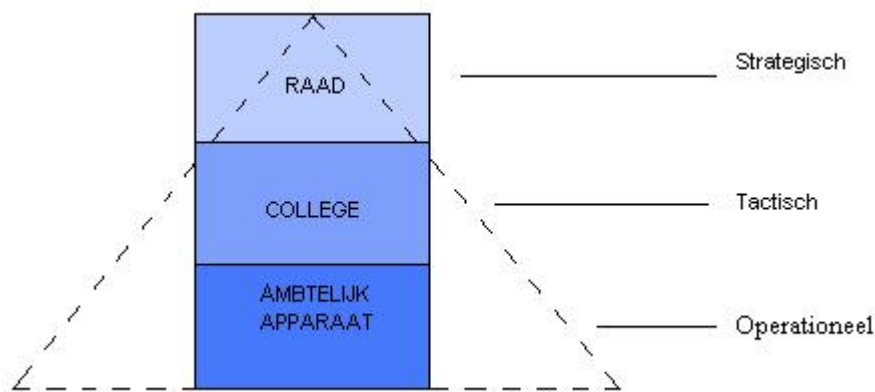 RAAD
Strategisch
COLLEGE
Tactisch
AMBTELIJK
APPARAAT
Operationeel